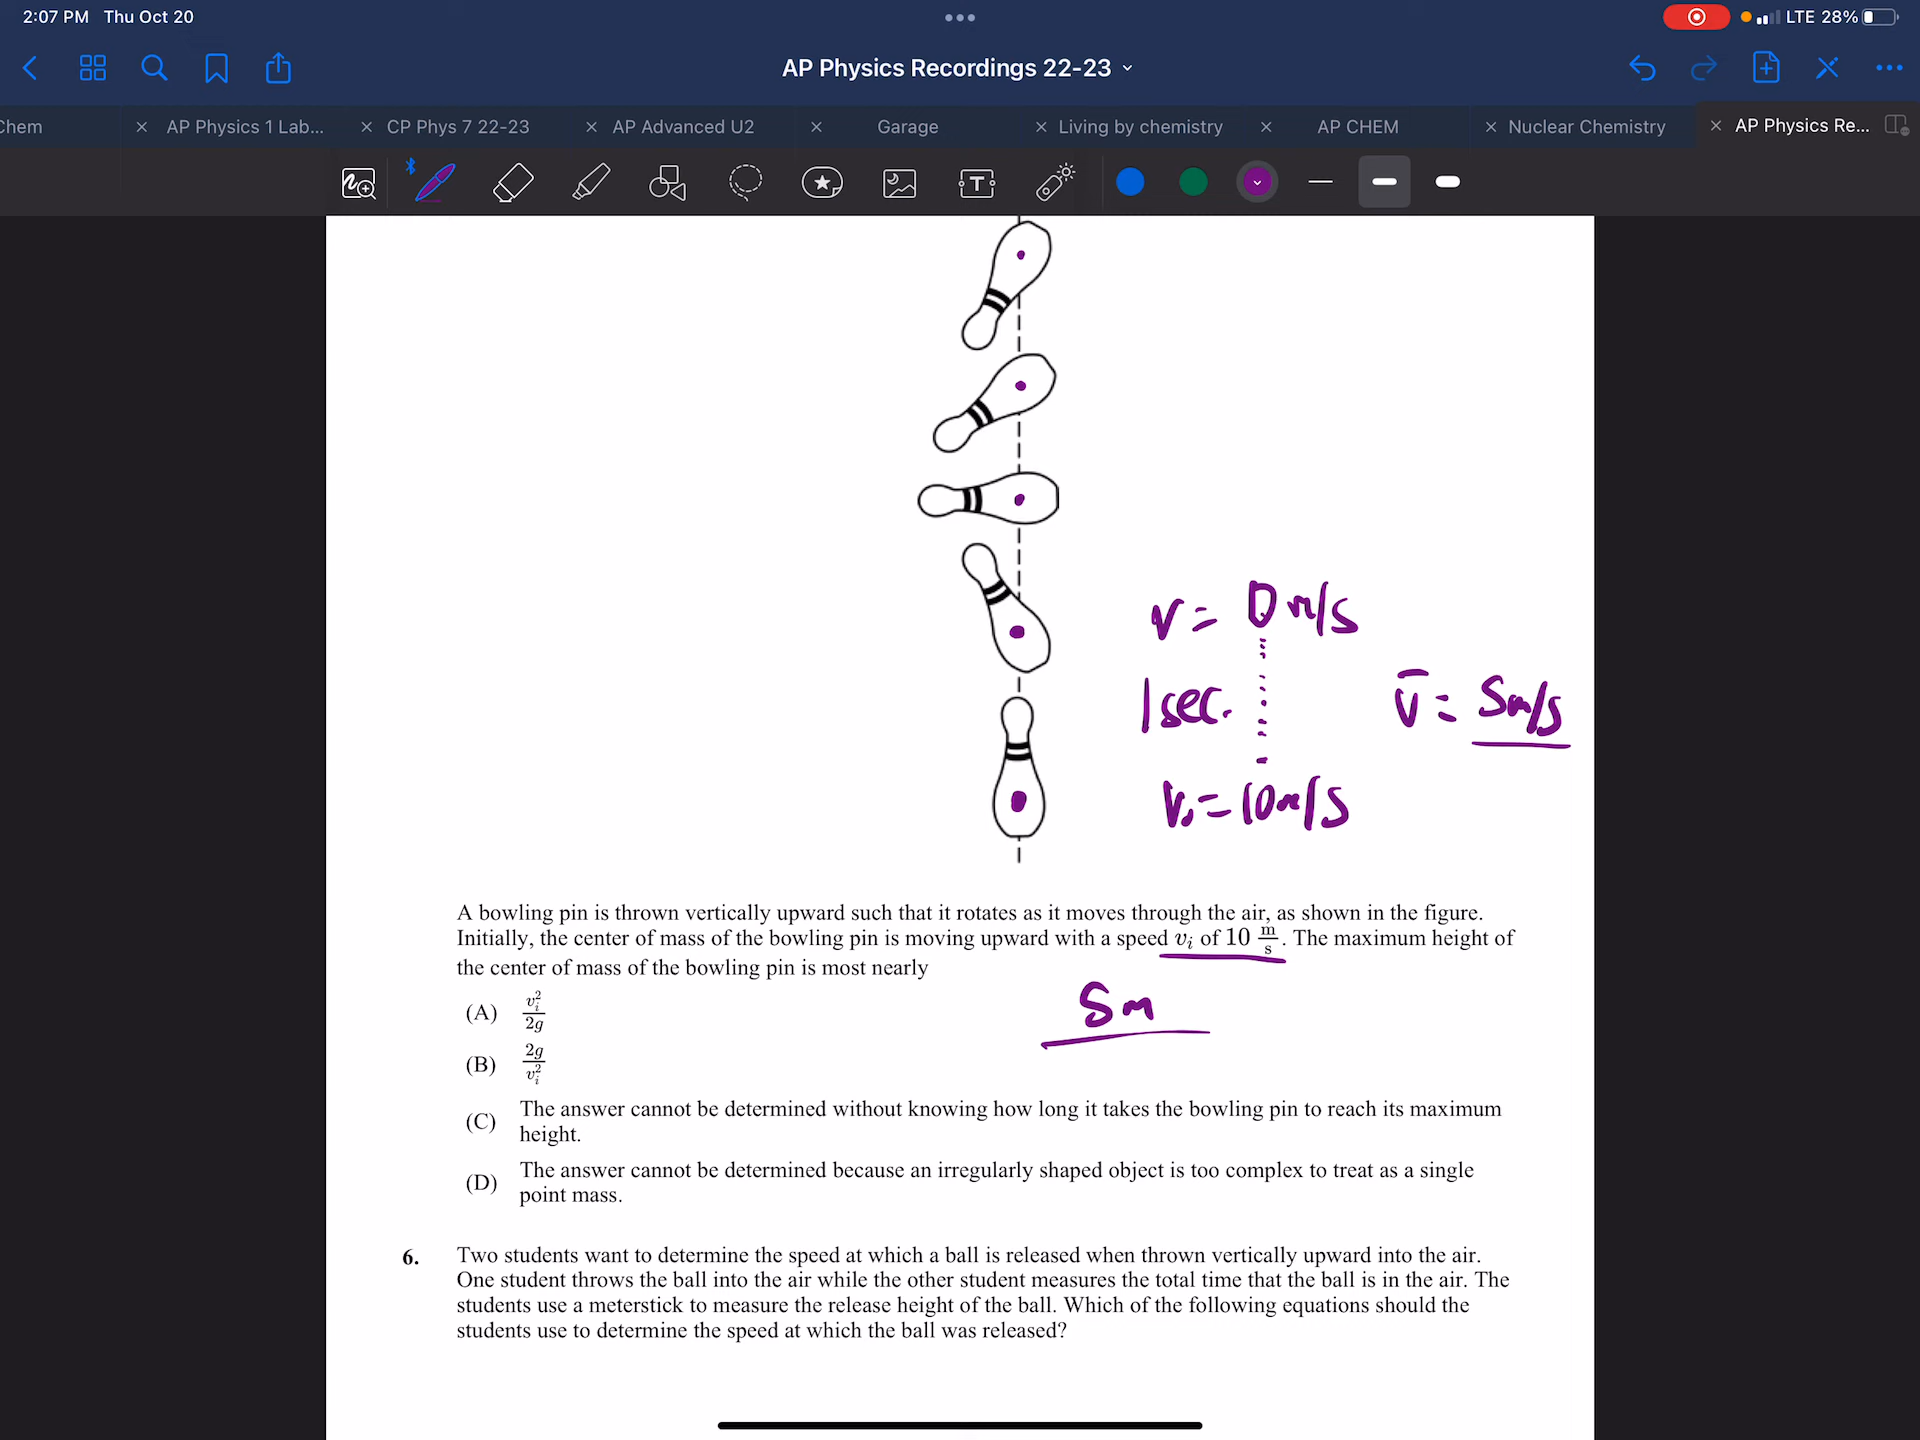 2:07 PM Thu Oct 20
LTE 28%
AP Physics Recordings 22-23
Chem
AP Physics 1 Lab...
CP Phys 7 22-23
AP Advanced U2
Garage
Living by chemistry
AP CHEM
Nuclear Chemistry
AP Physics Re...
T
v = 0 m/s
1 sec.
v̄ = 5m/s
vᵢ = 10m/s
A bowling pin is thrown vertically upward such that it rotates as it moves through the air, as shown in the figure.
Initially, the center of mass of the bowling pin is moving upward with a speed vᵢ of 10 m/s. The maximum height of
the center of mass of the bowling pin is most nearly
5m
(A) vᵢ²/2g
(B) 2g/vᵢ²
(C) The answer cannot be determined without knowing how long it takes the bowling pin to reach its maximum
height.
(D) The answer cannot be determined because an irregularly shaped object is too complex to treat as a single
point mass.
6. Two students want to determine the speed at which a ball is released when thrown vertically upward into the air.
One student throws the ball into the air while the other student measures the total time that the ball is in the air. The
students use a meterstick to measure the release height of the ball. Which of the following equations should the
students use to determine the speed at which the ball was released?